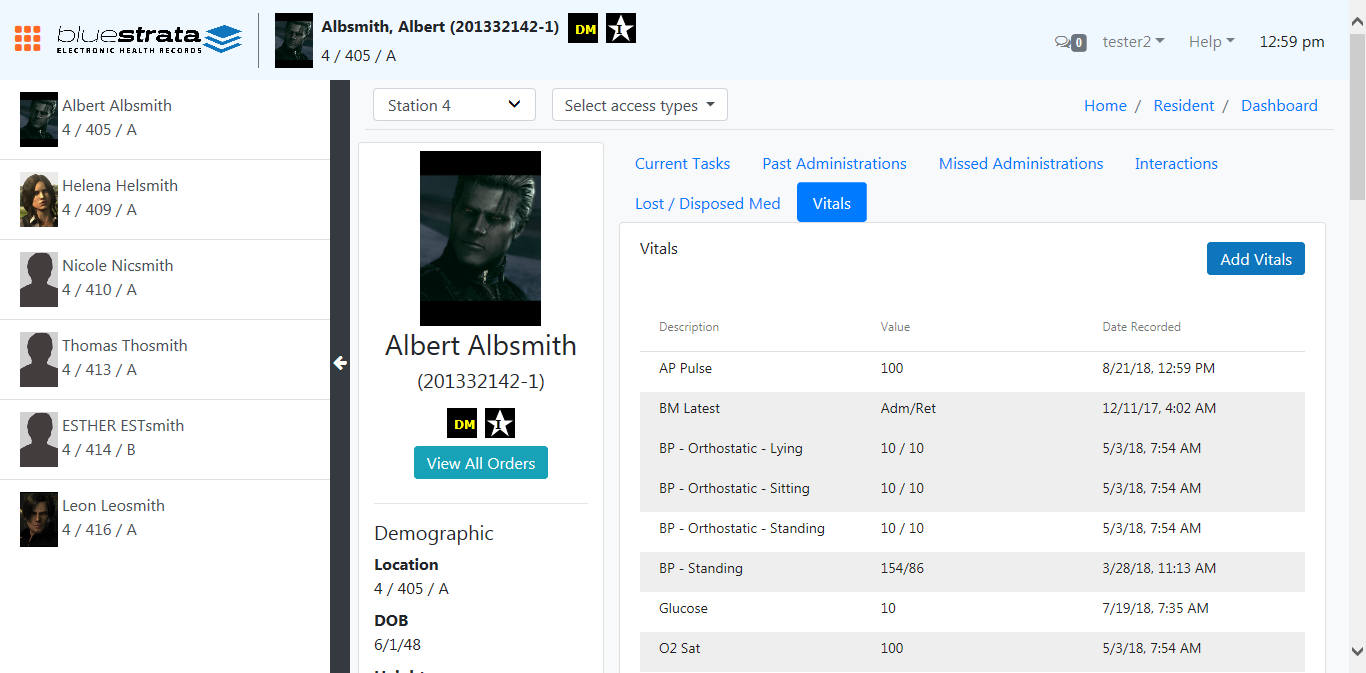 bluestrata
ELECTRONIC HEALTH RECORDS
Albsmith, Albert (201332142-1) DM I
4 / 405 / A
0 tester2 Help 12:59 pm
Albert Albsmith
4 / 405 / A
Helena Helsmith
4 / 409 / A
Nicole Nicsmith
4 / 410 / A
Thomas Thosmith
4 / 413 / A
ESTHER ESTsmith
4 / 414 / B
Leon Leosmith
4 / 416 / A
Station 4 Select access types
Home / Resident / Dashboard
Albert Albsmith
(201332142-1)
DM I
View All Orders
Demographic
Location
4 / 405 / A
DOB
6/1/48
Current Tasks Past Administrations Missed Administrations Interactions
Lost / Disposed Med Vitals
Vitals
Add Vitals
Description Value Date Recorded
AP Pulse 100 8/21/18, 12:59 PM
BM Latest Adm/Ret 12/11/17, 4:02 AM
BP - Orthostatic - Lying 10 / 10 5/3/18, 7:54 AM
BP - Orthostatic - Sitting 10 / 10 5/3/18, 7:54 AM
BP - Orthostatic - Standing 10 / 10 5/3/18, 7:54 AM
BP - Standing 154/86 3/28/18, 11:13 AM
Glucose 10 7/19/18, 7:35 AM
O2 Sat 100 5/3/18, 7:54 AM